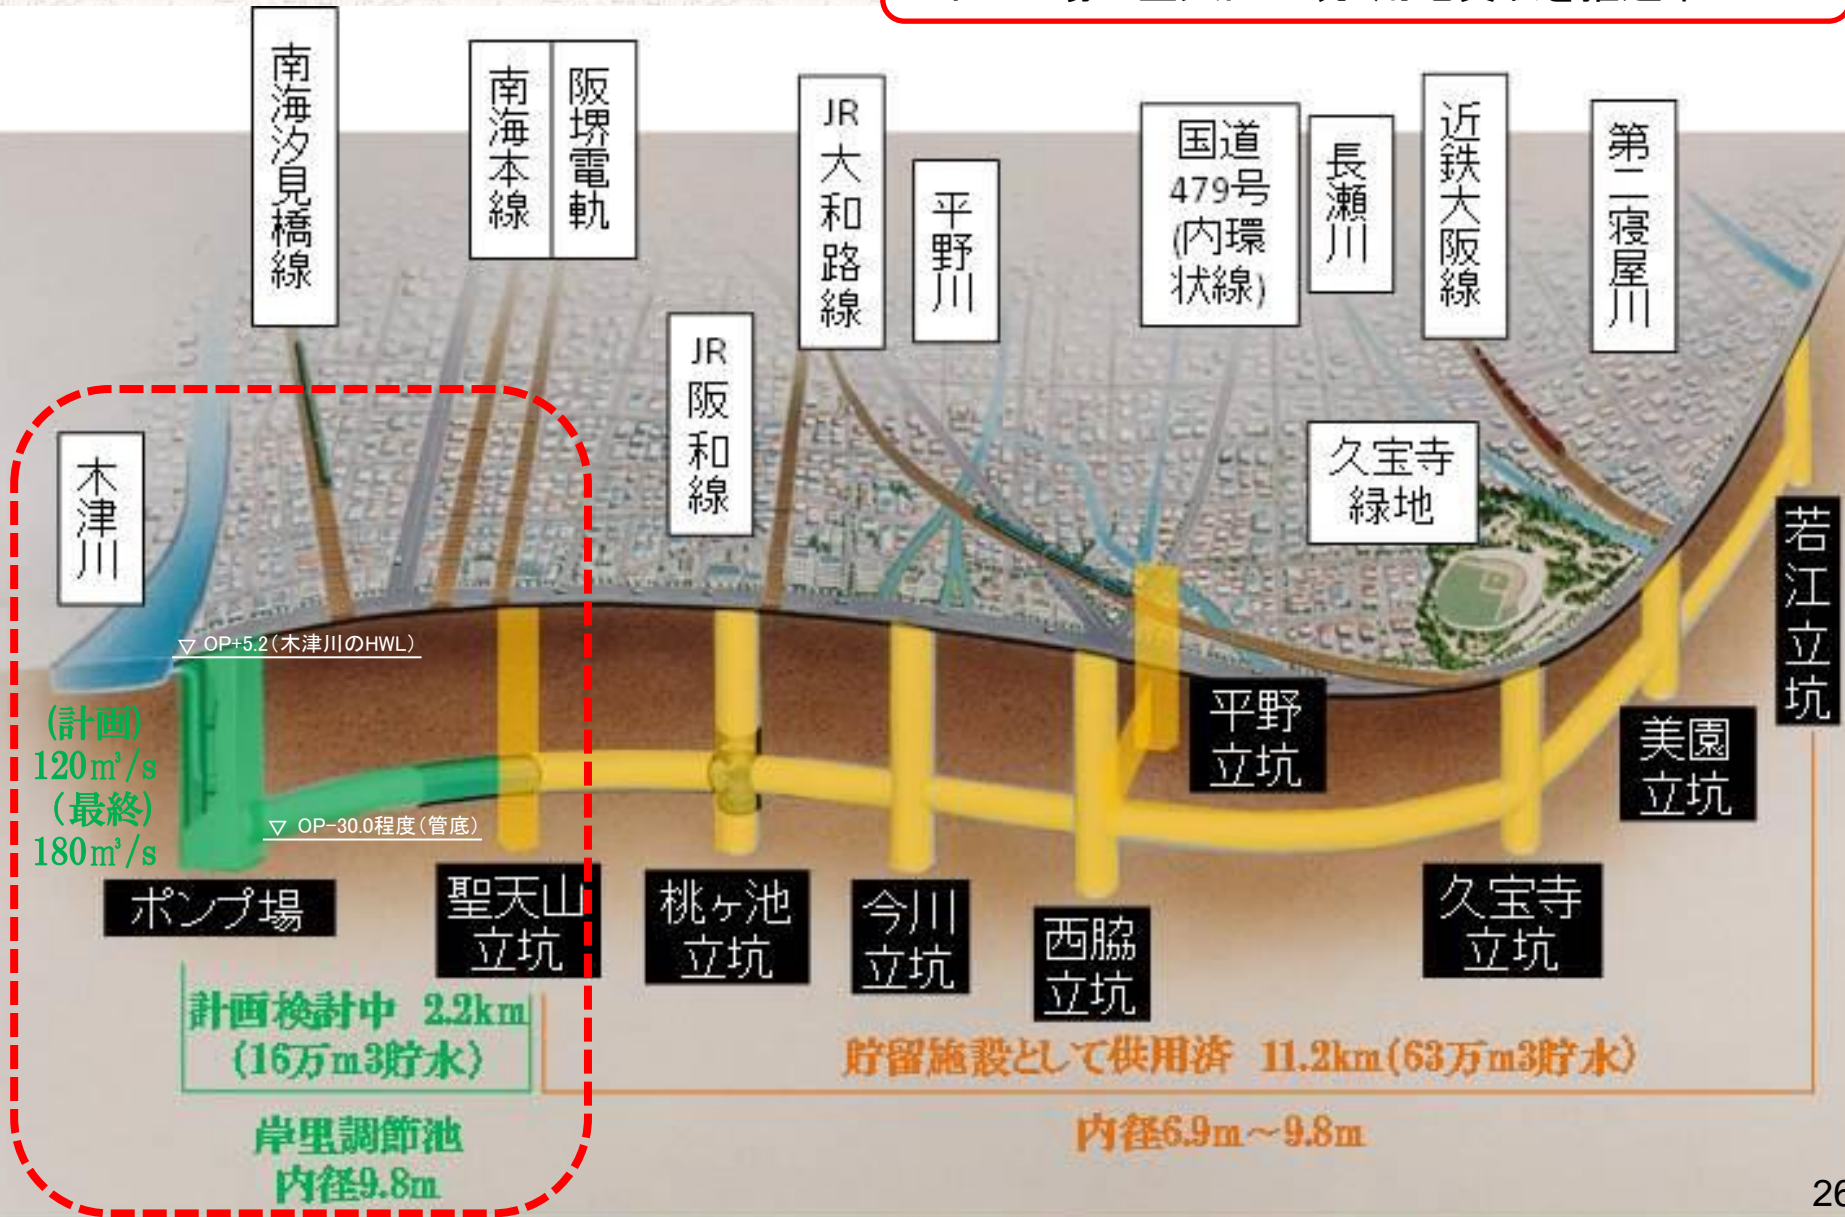 南海汐見橋線
南海本線
阪堺電軌
JR
大和路線
平野川
国道
479号
(内環
状線)
長瀬川
近鉄大阪線
第二寝屋川
JR
阪和線
木津川
久宝寺
緑地
▽ OP+5.2(木津川のHWL)
(計画)
120㎥/s
(最終)
180㎥/s
▽ OP-30.0程度(管底)
若江立坑
平野
立坑
美園
立坑
ポンプ場
聖天山
立坑
桃ヶ池
立坑
今川
立坑
西脇
立坑
久宝寺
立坑
計画検討中 2.2km
(16万m3貯水)
貯留施設として供用済 11.2km(63万m3貯水)
岸里調節池
内径9.8m
内径6.9m～9.8m
26